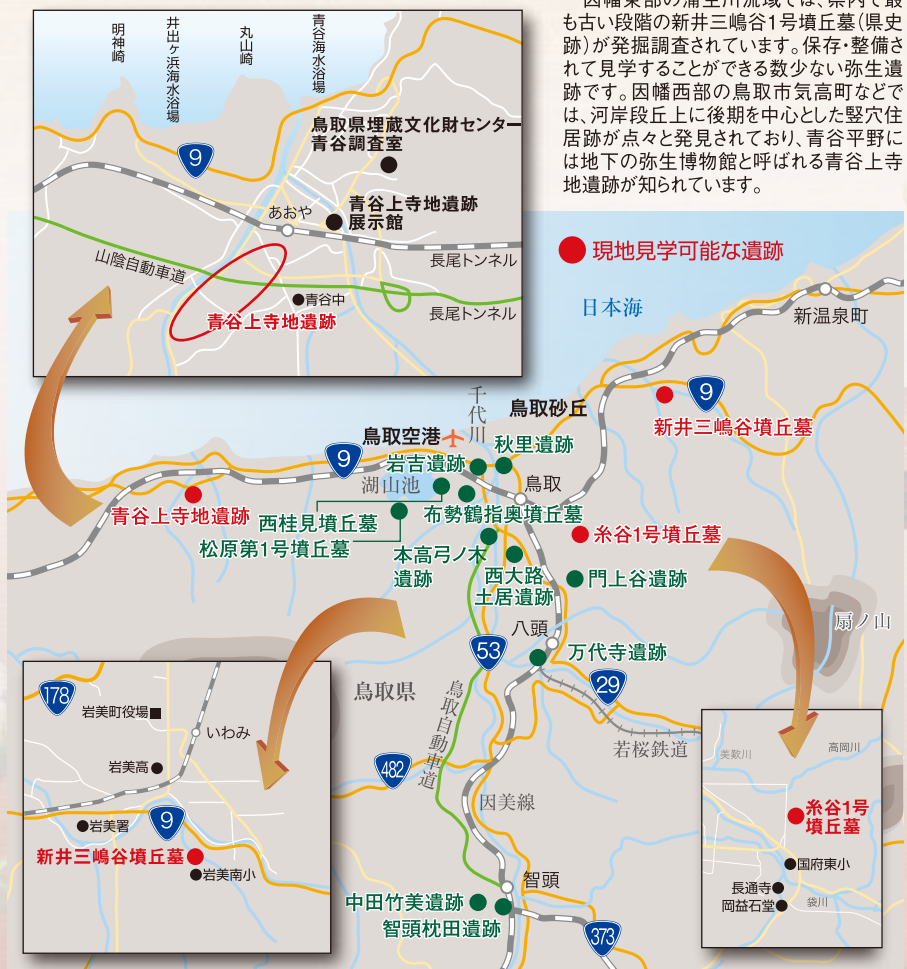 因幡東部の蒲生川流域では、県内で最
も古い段階の新井三嶋谷1号墳丘墓(県史
跡)が発掘調査されています。保存・整備さ
れて見学することができる数少ない弥生遺
跡です。因幡西部の鳥取市気高町などで
は、河岸段丘上に後期を中心とした竪穴住
居跡が点々と発見されており、青谷平野に
は地下の弥生博物館と呼ばれる青谷上寺
地遺跡が知られています。
明神崎
井出ヶ浜海水浴場
丸山崎
青谷海水浴場
9
鳥取県埋蔵文化財センター
青谷調査室
青谷上寺地遺跡
展示館
あおや
長尾トンネル
山陰自動車道
青谷中
長尾トンネル
青谷上寺地遺跡
現地見学可能な遺跡
日本海
新温泉町
9
新井三嶋谷墳丘墓
千代川
鳥取砂丘
鳥取空港
9
岩吉遺跡
秋里遺跡
湖山池
鳥取
青谷上寺地遺跡
西桂見墳丘墓
布勢鶴指奥墳丘墓
松原第1号墳丘墓
本高弓ノ木
遺跡
西大路
土居遺跡
糸谷1号墳丘墓
門上谷遺跡
扇ノ山
八頭
万代寺遺跡
53
29
鳥取県
鳥取自動車道
若桜鉄道
482
因美線
智頭
中田竹美遺跡
智頭枕田遺跡
373
178
岩美町役場
いわみ
岩美高
9
岩美署
新井三嶋谷墳丘墓
岩美南小
美歎川
高岡川
糸谷1号
墳丘墓
国府東小
長通寺
岡益石堂
袋川